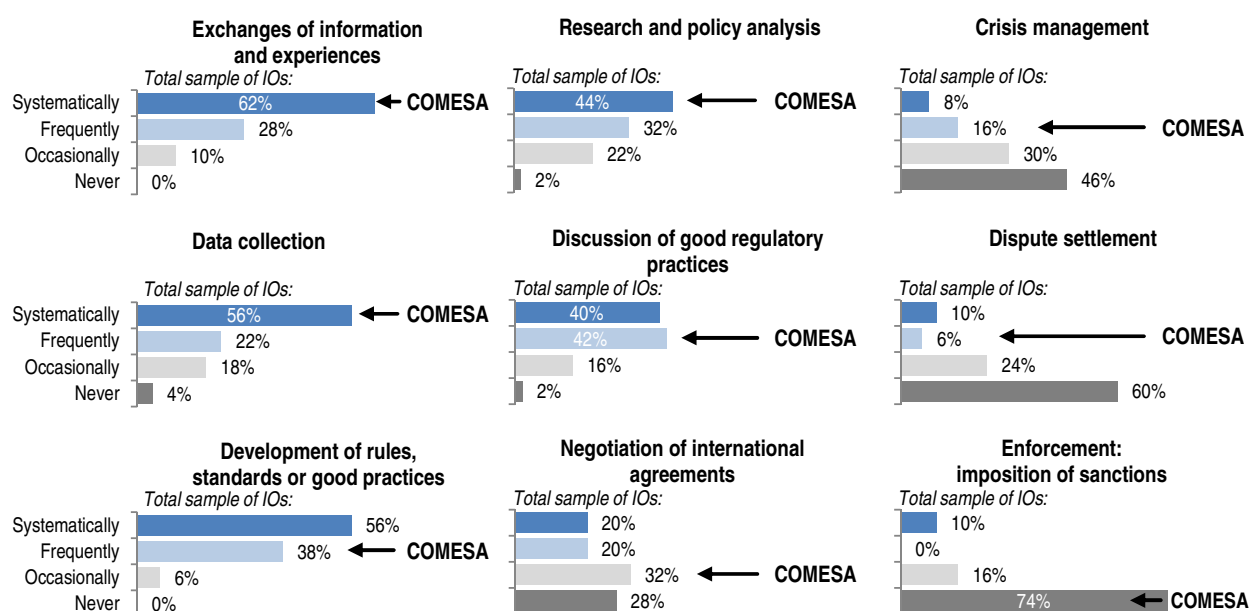 Exchanges of information
and experiences
Total sample of IOs:
Systematically 62% COMESA
Frequently 28%
Occasionally 10%
Never 0%
Research and policy analysis
Total sample of IOs:
44% COMESA
32%
22%
2%
Crisis management
Total sample of IOs:
8%
16% COMESA
30%
46%
Data collection
Total sample of IOs:
Systematically 56% COMESA
Frequently 22%
Occasionally 18%
Never 4%
Discussion of good regulatory
practices
Total sample of IOs:
40%
42% COMESA
16%
2%
Dispute settlement
Total sample of IOs:
10%
6% COMESA
24%
60%
Development of rules,
standards or good practices
Total sample of IOs:
Systematically 56%
Frequently 38% COMESA
Occasionally 6%
Never 0%
Negotiation of international
agreements
Total sample of IOs:
20%
20%
32% COMESA
28%
Enforcement:
imposition of sanctions
Total sample of IOs:
10%
0%
16%
74% COMESA